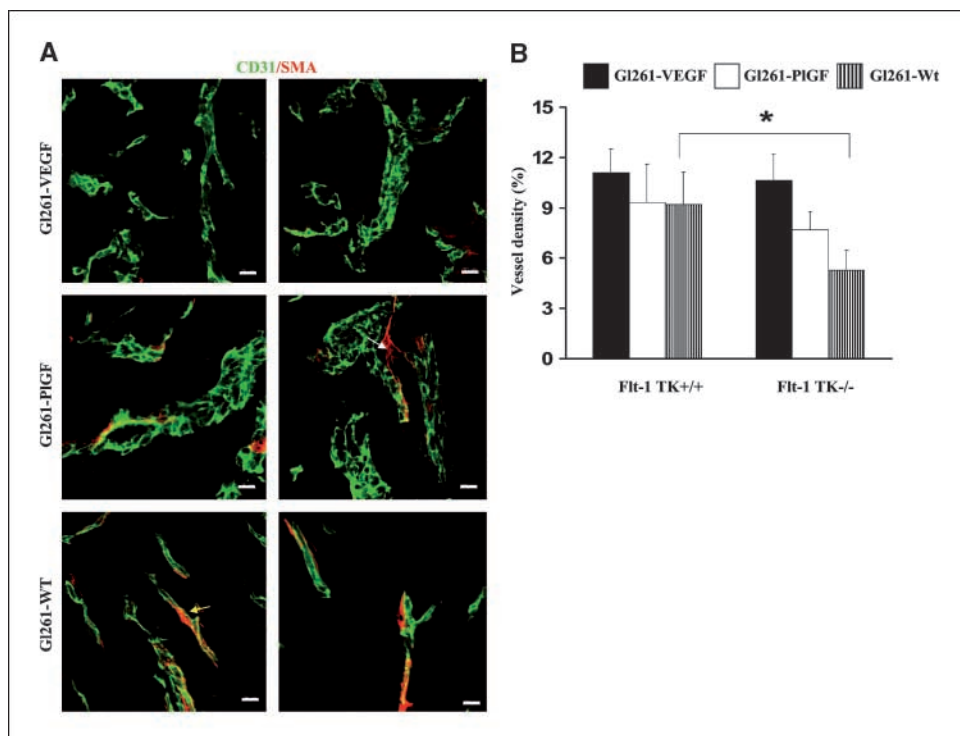 A
CD31/SMA
Gl261-VEGF
Gl261-PlGF
Gl261-WT
B
Gl261-VEGF Gl261-PlGF Gl261-Wt
*
15
12
9
6
3
0
Vessel density (%)
Flt-1 TK+/+ Flt-1 TK-/-